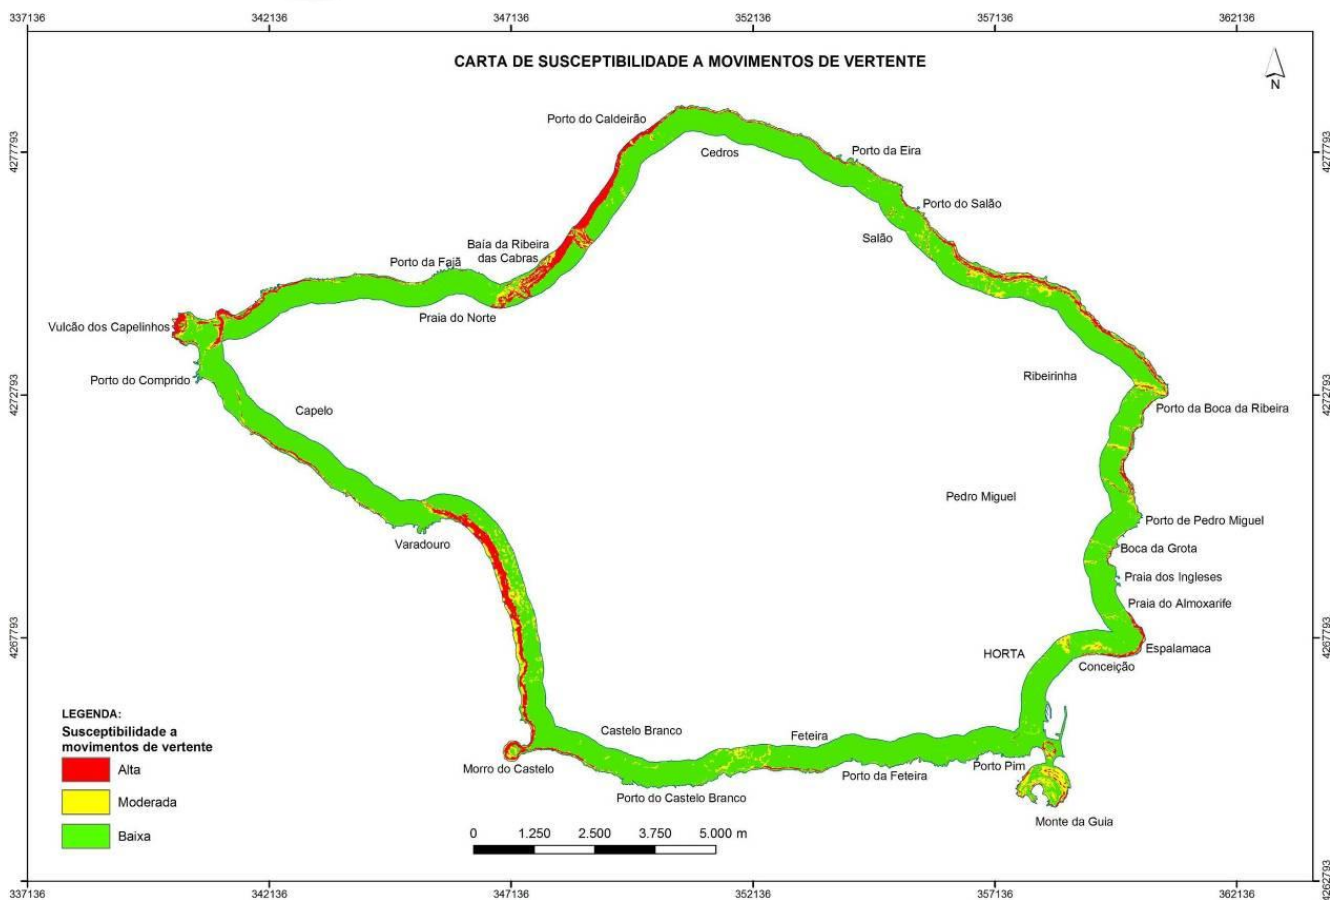 337136 342136 347136 352136 357136 362136
CARTA DE SUSCEPTIBILIDADE A MOVIMENTOS DE VERTENTE
N
4277793 4277793
Porto do Caldeirão
Cedros
Porto da Eira
Porto do Salão
Salão
Baía da Ribeira
das Cabras
Porto da Fajã
Praia do Norte
Vulcão dos Capelinhos
Porto do Comprido
Ribeirinha
4272793 4272793
Capelo
Porto da Boca da Ribeira
Pedro Miguel
Porto de Pedro Miguel
Varadouro
Boca da Grota
Praia dos Ingleses
Praia do Almoxarife
4267793 4267793
HORTA
Espalamaca
Conceição
Castelo Branco
Feteira
Morro do Castelo
Porto da Feteira
Porto Pim
Porto do Castelo Branco
Monte da Guia
LEGENDA:
Susceptibilidade a
movimentos de vertente
Alta
Moderada
Baixa
0 1.250 2.500 3.750 5.000 m
4262793
337136 342136 347136 352136 357136 362136